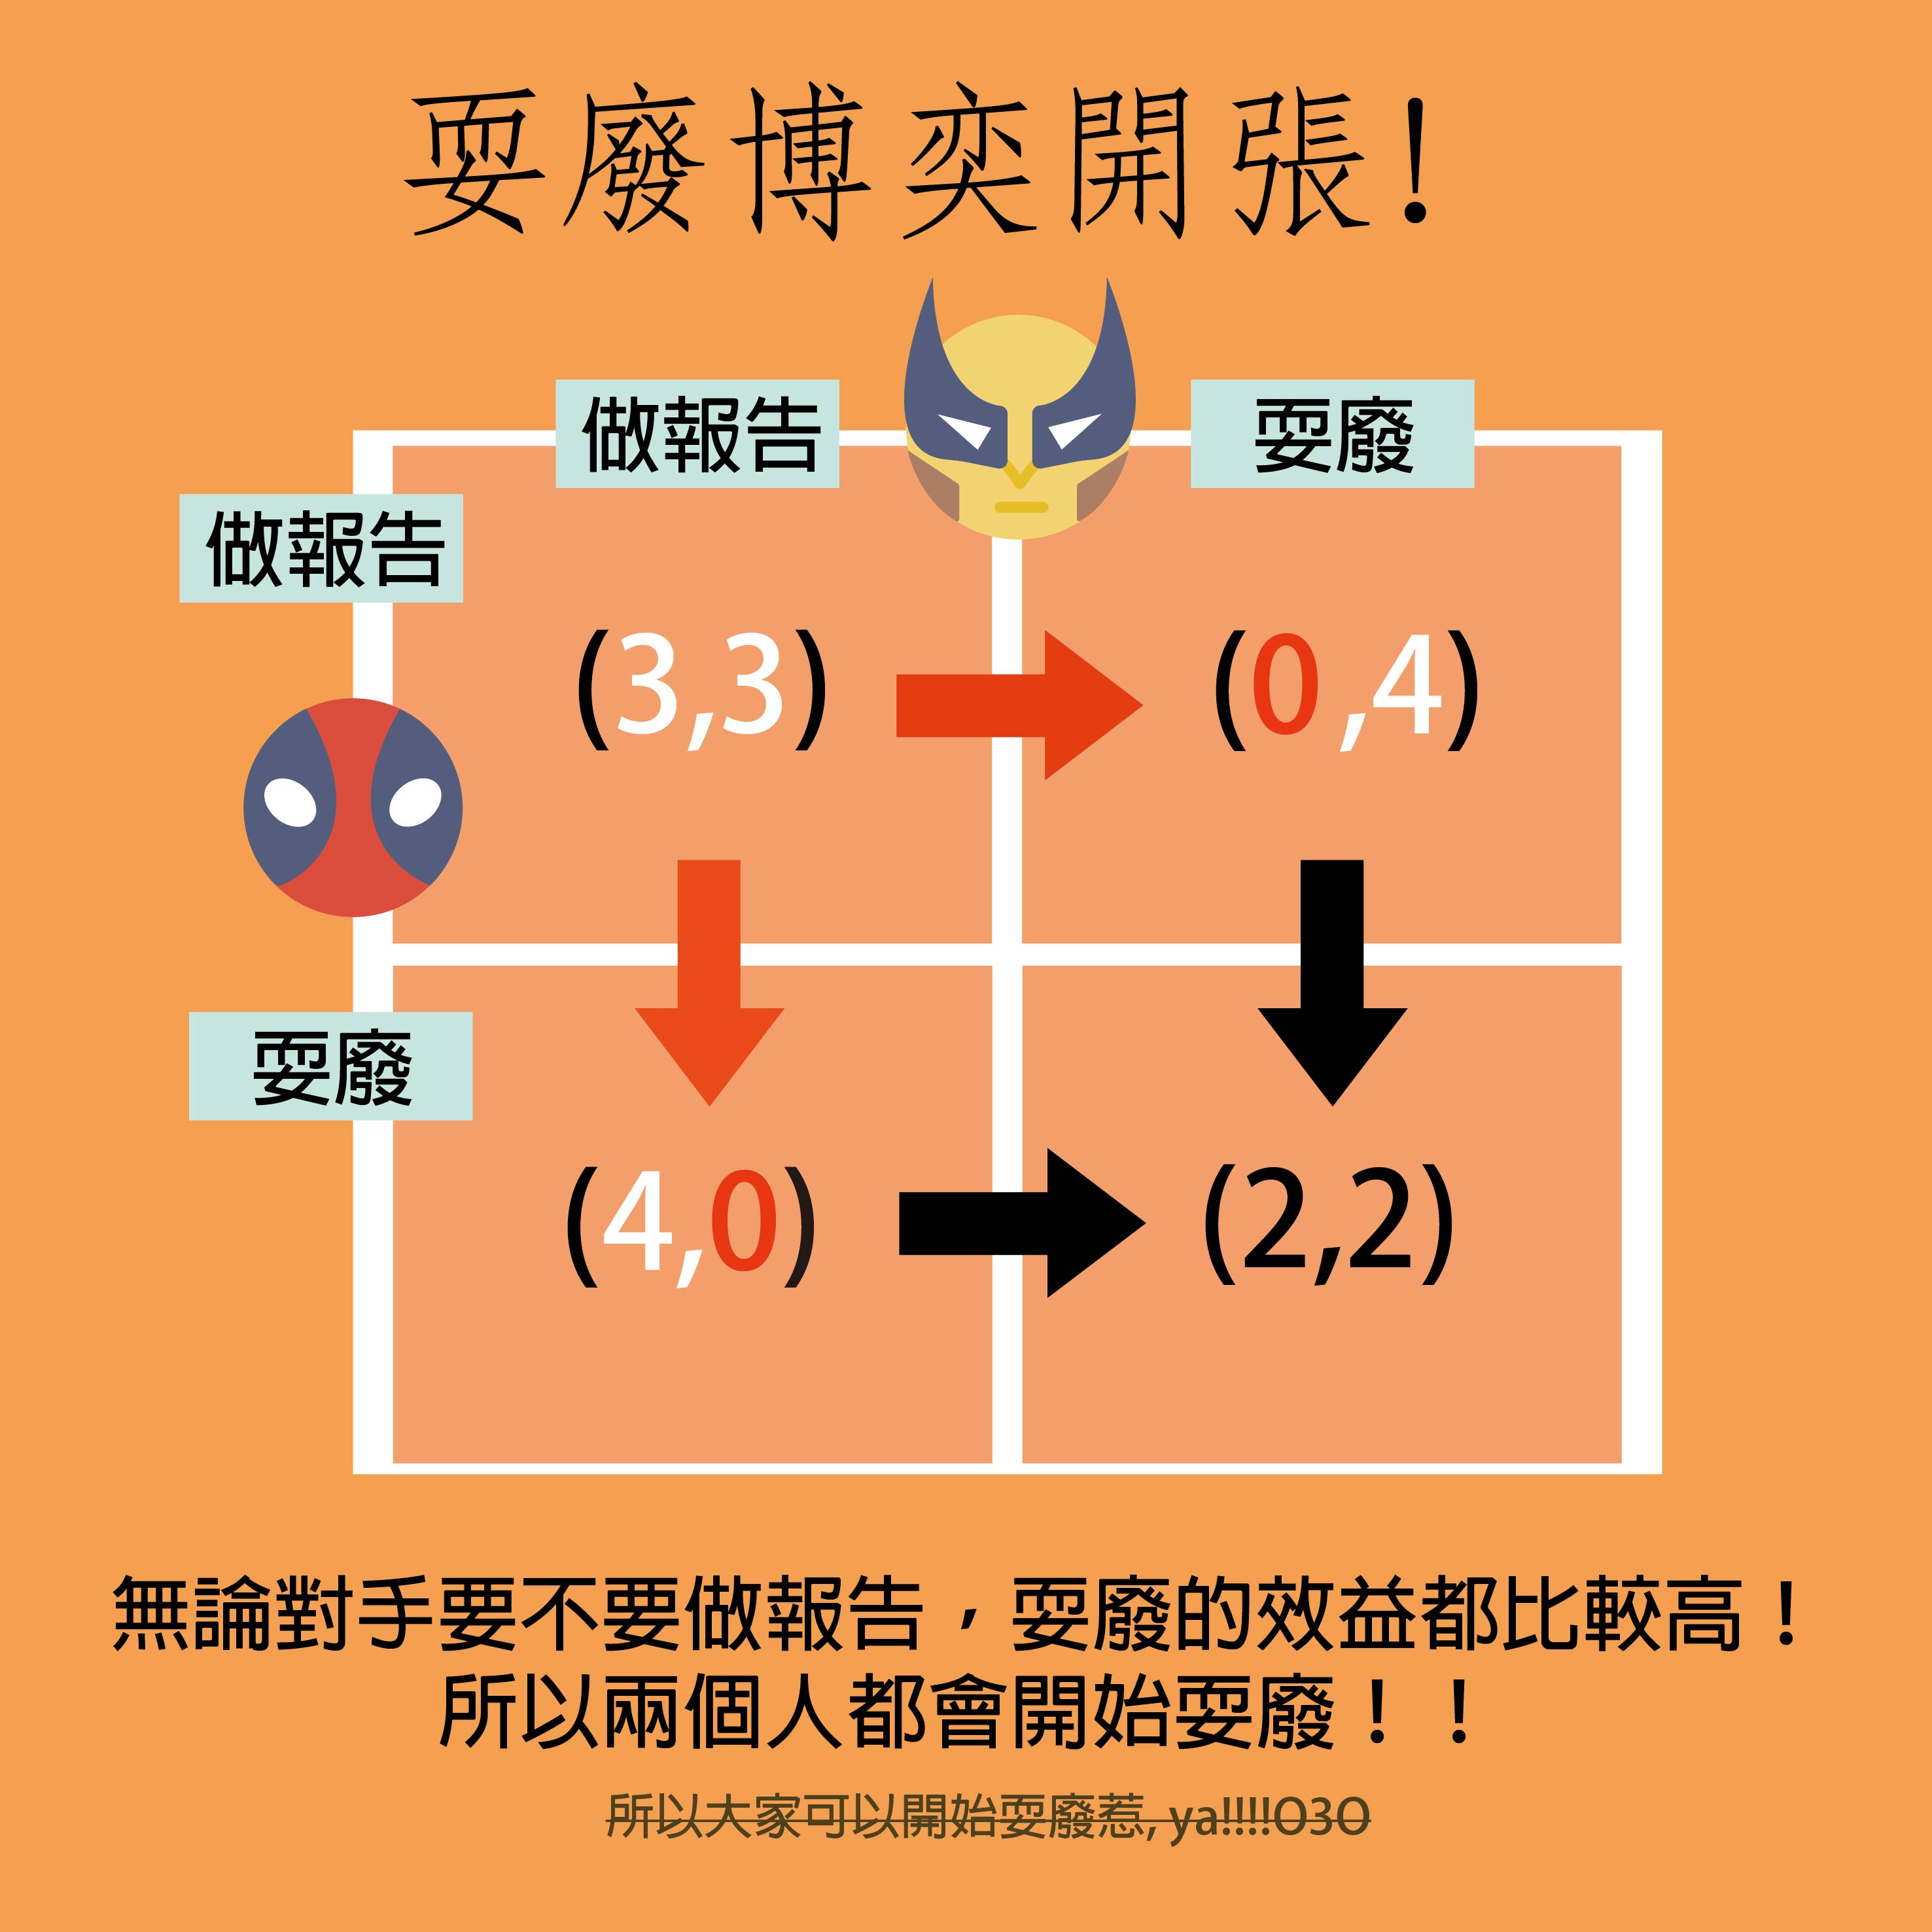 耍廢博奕開張!
做報告
耍廢
做報告
(3,3)
(0,4)
耍廢
(4,0)
(2,2)
無論對手要不要做報告，耍廢的效益都比較高！
所以兩個人都會開始耍廢！！
所以大家可以開始耍廢惹, ya!!!!O3O